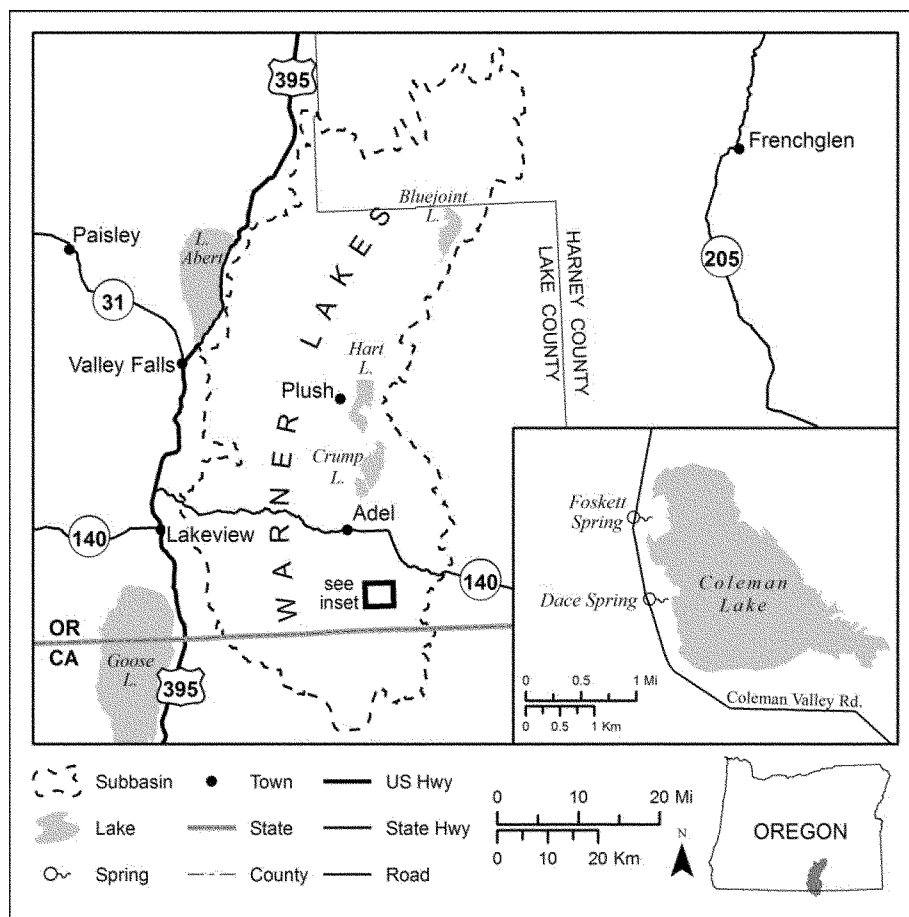 395
Frenchglen
Bluejoint
L.
Paisley
L.
Abert
205
31
HARNEY COUNTY
LAKE COUNTY
WARNER LAKES
Valley Falls
Hart
L.
Plush
Crump
L.
Foskett
Spring
Adel
140
Lakeview
140
see
inset
Coleman
Lake
Dace Spring
OR
CA
Goose
L.
395
0 0.5 1 Mi
0 0.5 1 Km
Coleman Valley Rd.
Subbasin
Town
US Hwy
0 10 20 Mi
Lake
State
State Hwy
0 10 20 Km
N
OREGON
Spring
County
Road